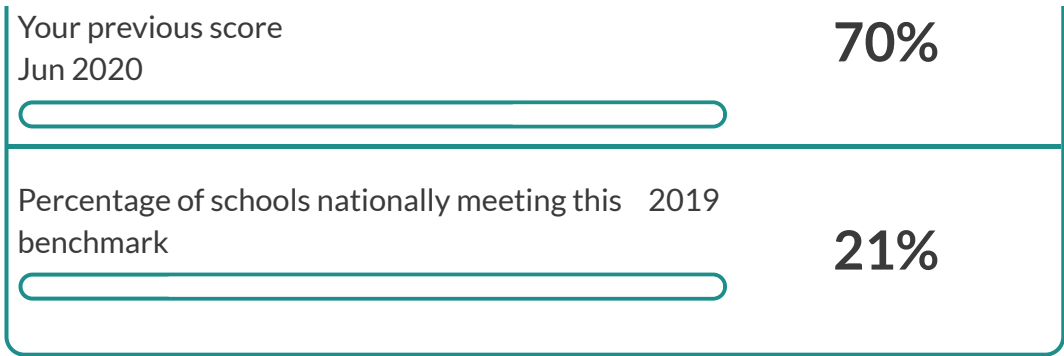 Your previous score
Jun 2020
70%
Percentage of schools nationally meeting this 2019
benchmark
21%